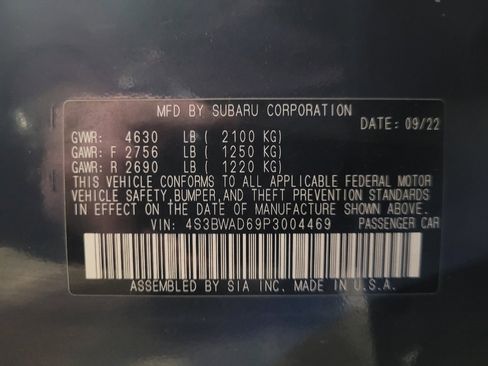 MFD BY SUBARU CORPORATION
DATE: 09/22
GVWR: 4630 LB ( 2100 KG)
GAWR: F 2756 LB ( 1250 KG)
GAWR: R 2690 LB ( 1220 KG)
THIS VEHICLE CONFORMS TO ALL APPLICABLE FEDERAL MOTOR
VEHICLE SAFETY,BUMPER,AND THEFT PREVENTION STANDARDS
IN EFFECT ON THE DATE OF MANUFACTURE SHOWN ABOVE.
VIN: 4S3BWAD69P3004469 PASSENGER CAR
ASSEMBLED BY SIA INC. MADE IN U.S.A.